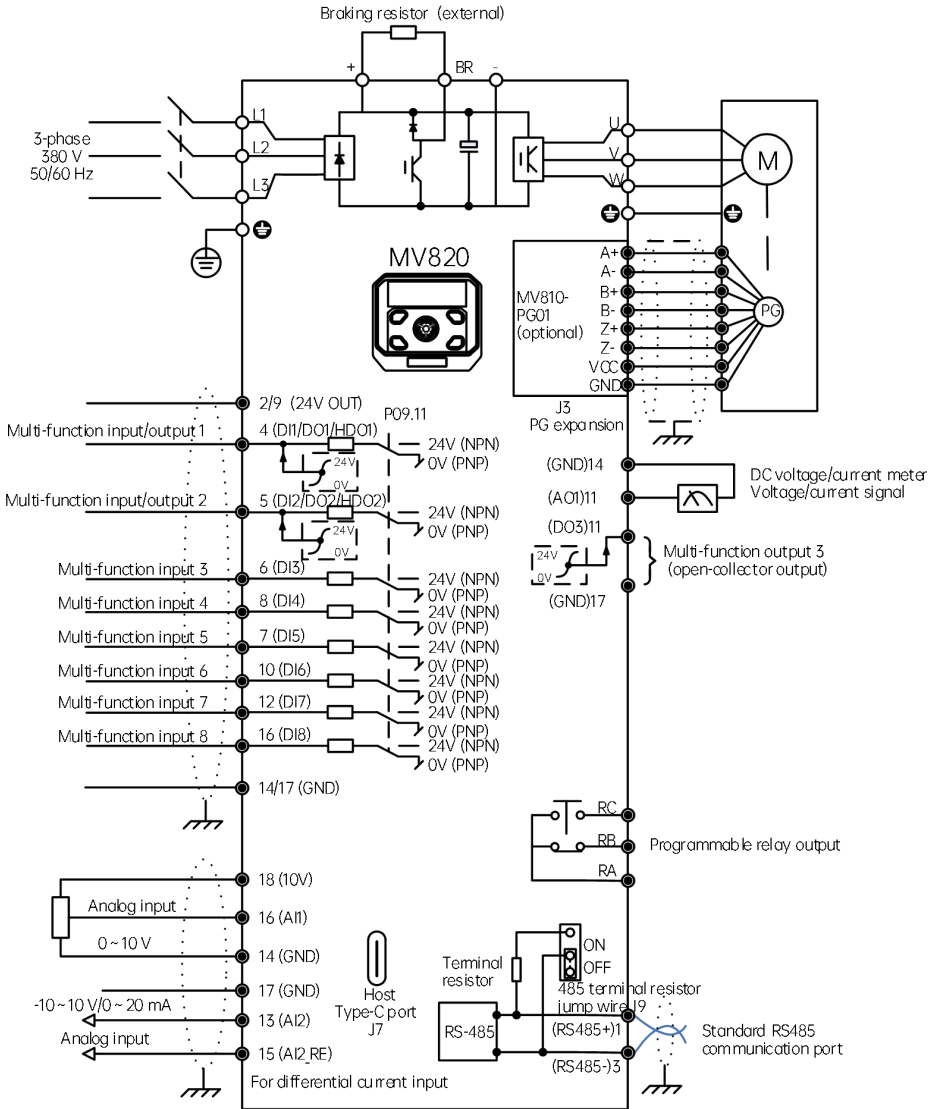 Braking resistor (external)
+
BR
-
3-phase
380 V
50/60 Hz
L1
L2
L3
U
V
W
M
MV820
MV810-
PG01
(optional)
A+
A-
B+
B-
Z+
Z-
VCC
GND
PG
J3
PG expansion
2/9 (24V OUT)
P09.11
Multi-function input/output 1
4 (DI1/DO1/HDO1)
24V (NPN)
0V (PNP)
24V
0V
Multi-function input/output 2
5 (DI2/DO2/HDO2)
24V (NPN)
0V (PNP)
24V
0V
Multi-function input 3
6 (DI3)
24V (NPN)
0V (PNP)
Multi-function input 4
8 (DI4)
24V (NPN)
0V (PNP)
Multi-function input 5
7 (DI5)
24V (NPN)
0V (PNP)
Multi-function input 6
10 (DI6)
24V (NPN)
0V (PNP)
Multi-function input 7
12 (DI7)
24V (NPN)
0V (PNP)
Multi-function input 8
16 (DI8)
24V (NPN)
0V (PNP)
14/17 (GND)
(GND)14
DC voltage/current meter
Voltage/current signal
(AO1)11
(DO3)11
24V
0V
Multi-function output 3
(open-collector output)
(GND)17
RC
RB
RA
Programmable relay output
18 (10V)
Analog input
16 (AI1)
0~10 V
14 (GND)
17 (GND)
-10~10 V/0~20 mA
13 (AI2)
Analog input
15 (AI2_RE)
For differential current input
Host
Type-C port
J7
Terminal
resistor
ON
OFF
485 terminal resistor
jump wire J9
RS-485
(RS485+)1
(RS485-)3
Standard RS485
communication port